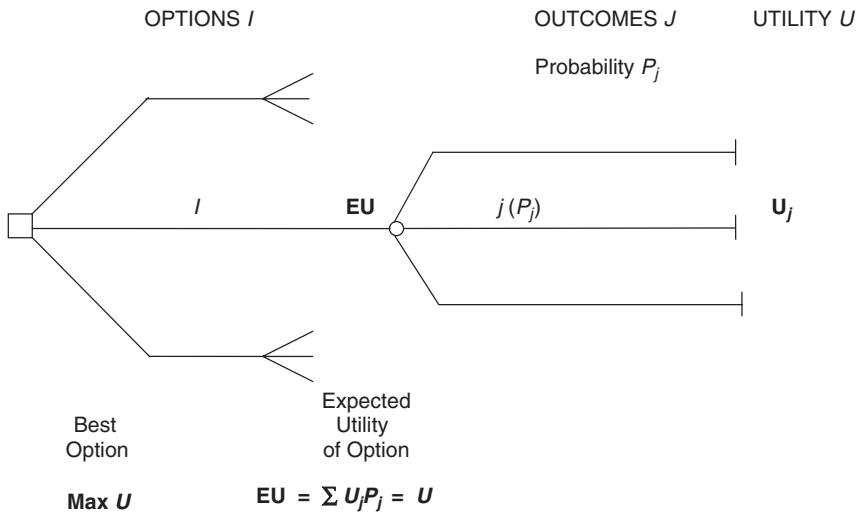 OPTIONS I
OUTCOMES J
UTILITY U
Probability Pj
I
EU
j (Pj)
Uj
Best
Option
Expected
Utility
of Option
Max U
EU = Σ UjPj = U